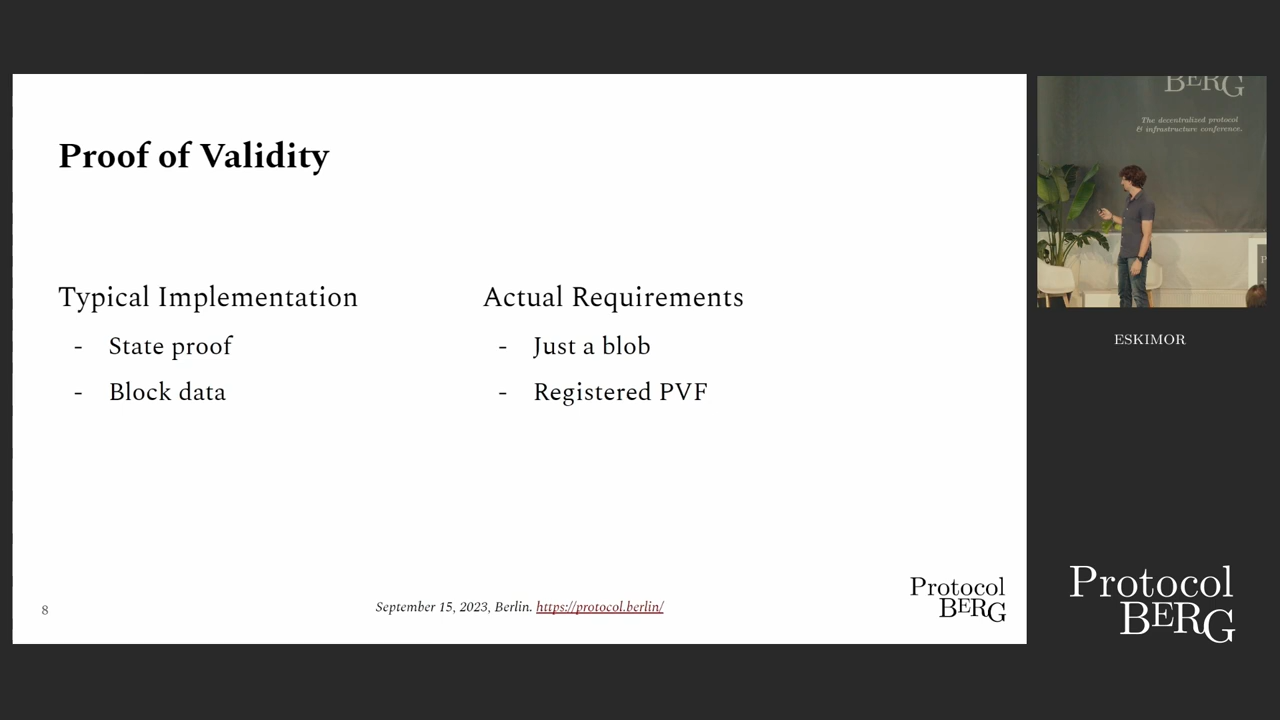 Proof of Validity
Typical Implementation
- State proof
- Block data
Actual Requirements
- Just a blob
- Registered PVF
8
September 15, 2023, Berlin. https://protocol.berlin/
Protocol
BERG
BERG
The decentralized protocol
& infrastructure conference.
P
ESKIMOR
Protocol
BERG